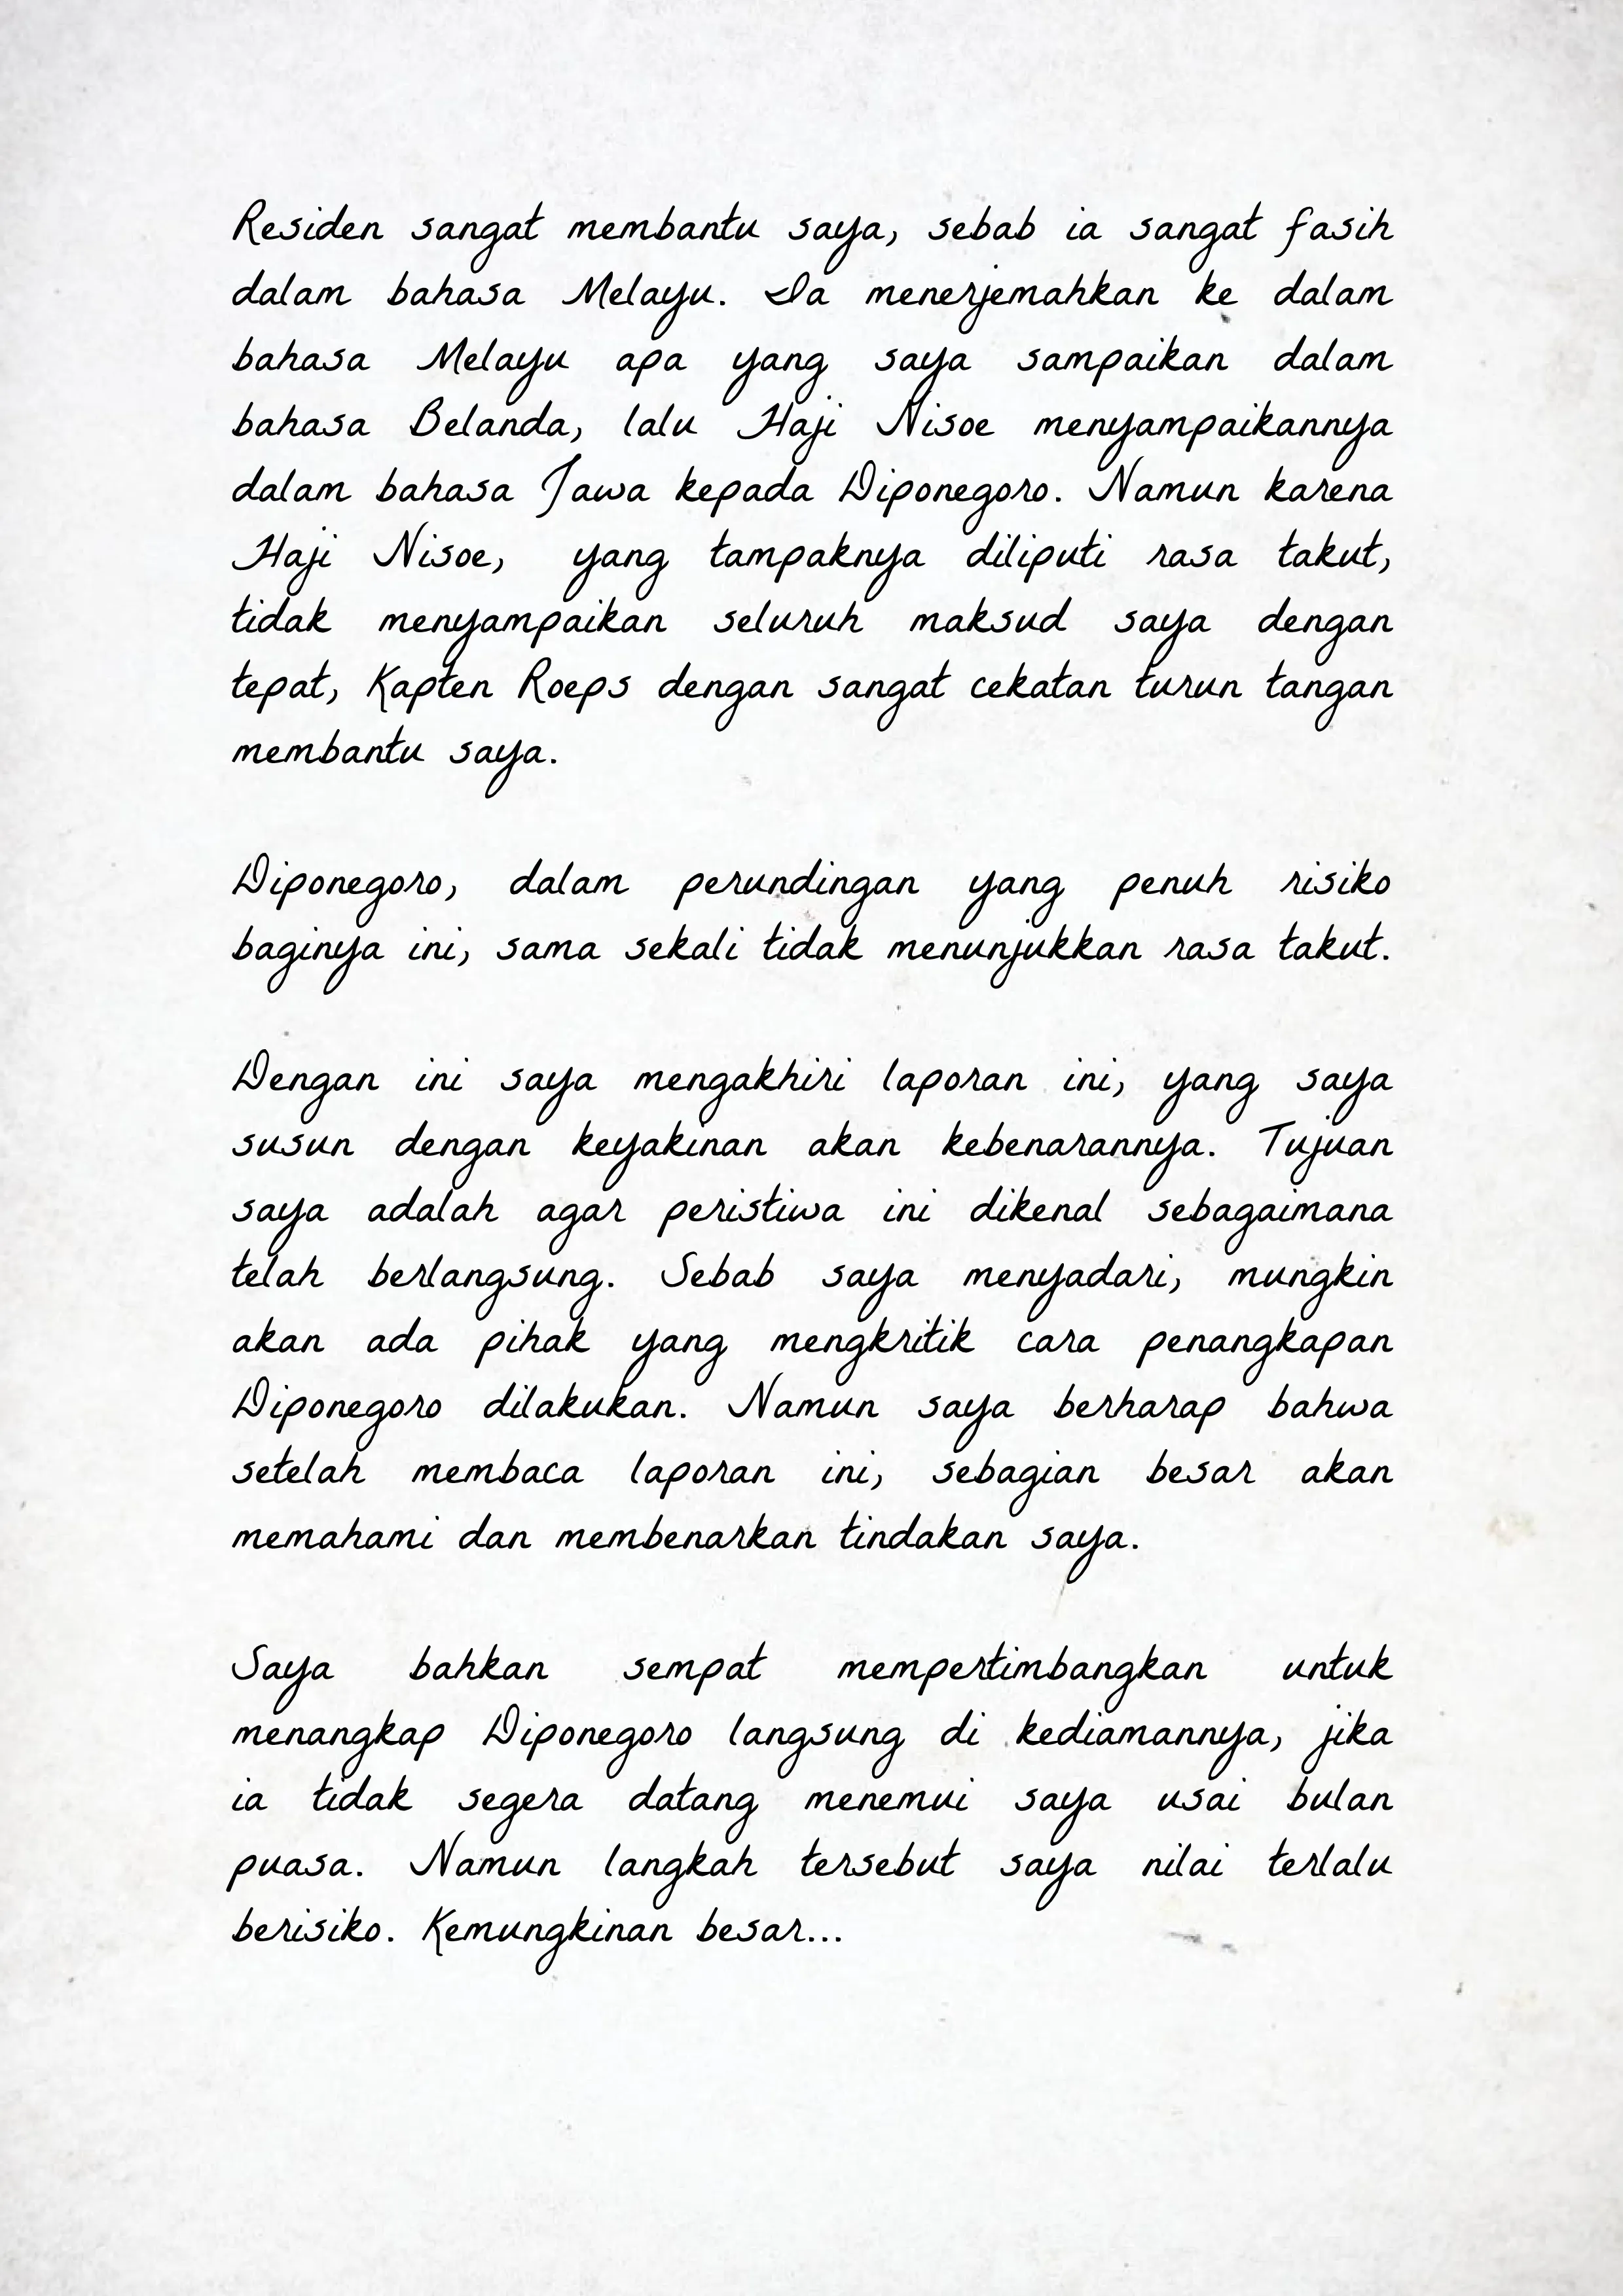 Residen sangat membantu saya, sebab ia sangat fasih
dalam bahasa Melayu. Ia menerjemahkan ke dalam
bahasa Melayu apa yang saya sampaikan dalam
bahasa Belanda, lalu Haji Nisoe menyampaikannya
dalam bahasa Jawa kepada Diponegoro. Namun karena
Haji Nisoe, yang tampaknya diliputi rasa takut,
tidak menyampaikan seluruh maksud saya dengan
tepat, Kapten Roeps dengan sangat cekatan turun tangan
membantu saya.

Diponegoro, dalam perundingan yang penuh risiko
baginya ini, sama sekali tidak menunjukkan rasa takut.

Dengan ini saya mengakhiri laporan ini, yang saya
susun dengan keyakinan akan kebenarannya. Tujuan
saya adalah agar peristiwa ini dikenal sebagaimana
telah berlangsung. Sebab saya menyadari, mungkin
akan ada pihak yang mengkritik cara penangkapan
Diponegoro dilakukan. Namun saya berharap bahwa
setelah membaca laporan ini, sebagian besar akan
memahami dan membenarkan tindakan saya.

Saya bahkan sempat mempertimbangkan untuk
menangkap Diponegoro langsung di kediamannya, jika
ia tidak segera datang menemui saya usai bulan
puasa. Namun langkah tersebut saya nilai terlalu
berisiko. Kemungkinan besar...